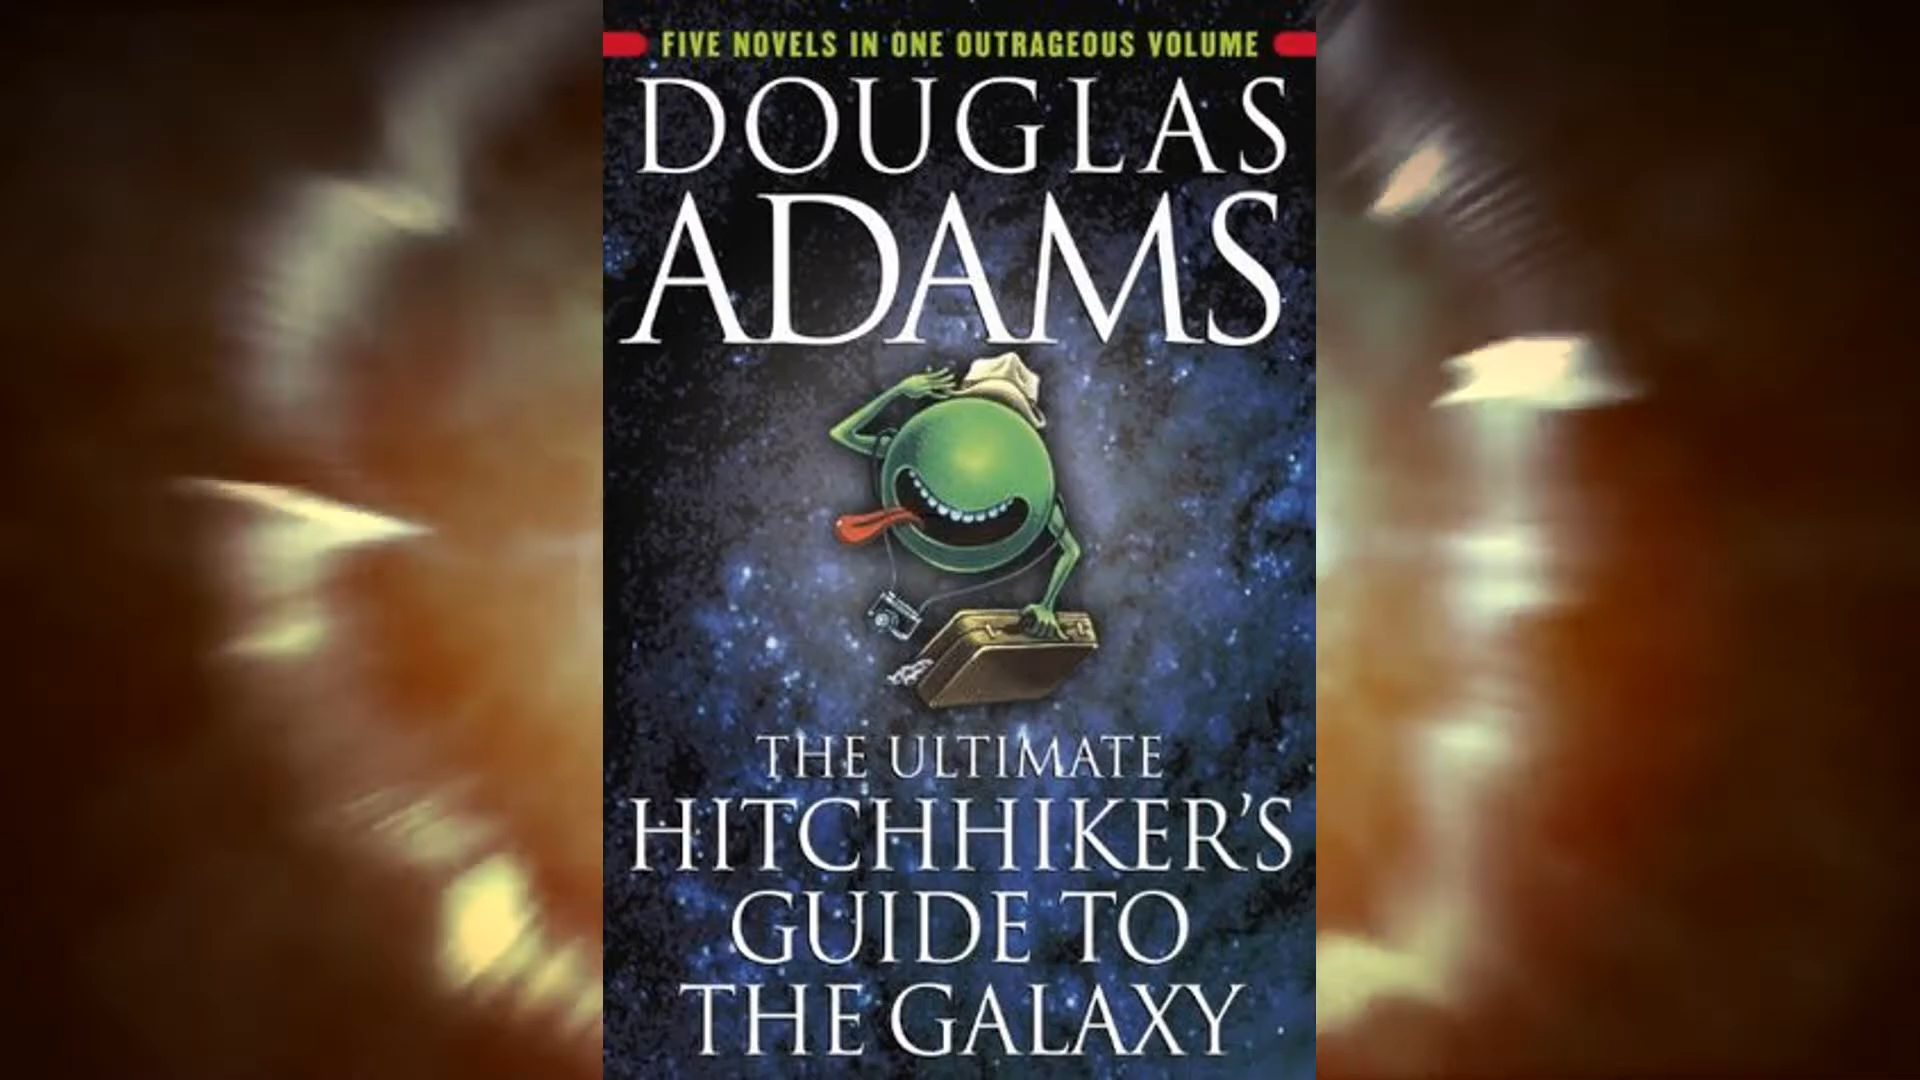 FIVE NOVELS IN ONE OUTRAGEOUS VOLUME
DOUGLAS
ADAMS
THE ULTIMATE
HITCHHIKER'S
GUIDE TO
THE GALAXY